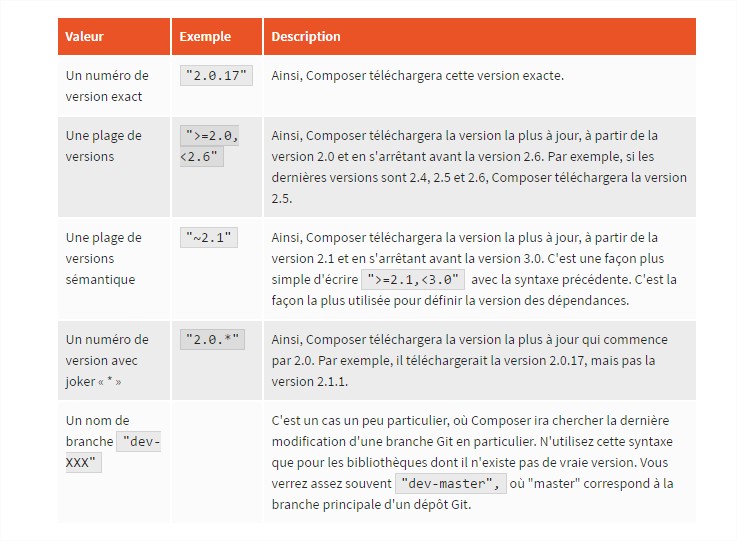 Valeur Exemple Description
Un numéro de
version exact
"2.0.17"
Ainsi, Composer téléchargera cette version exacte.
Une plage de
versions
">=2.0,
<2.6"
Ainsi, Composer téléchargera la version la plus à jour, à partir de la
version 2.0 et en s'arrêtant avant la version 2.6. Par exemple, si les
dernières versions sont 2.4, 2.5 et 2.6, Composer téléchargera la version
2.5.
Une plage de
versions
sémantique
"~2.1"
Ainsi, Composer téléchargera la version la plus à jour, à partir de la
version 2.1 et en s'arrêtant avant la version 3.0. C'est une façon plus
simple d'écrire ">=2.1,<3.0" avec la syntaxe précédente. C'est la
façon la plus utilisée pour définir la version des dépendances.
Un numéro de
version avec
joker « * »
"2.0.*"
Ainsi, Composer téléchargera la version la plus à jour qui commence
par 2.0. Par exemple, il téléchargerait la version 2.0.17, mais pas la
version 2.1.1.
Un nom de
branche "dev-
XXX"
C'est un cas un peu particulier, où Composer ira chercher la dernière
modification d'une branche Git en particulier. N'utilisez cette syntaxe
que pour les bibliothèques dont il n'existe pas de vraie version. Vous
verrez assez souvent "dev-master", où "master" correspond à la
branche principale d'un dépôt Git.